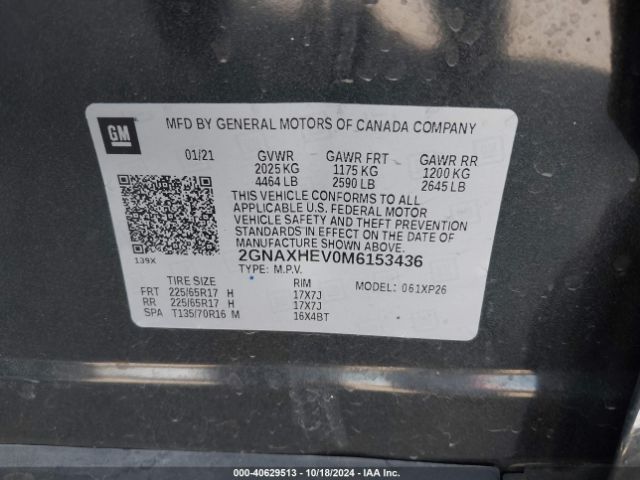 GM
MFD BY GENERAL MOTORS OF CANADA COMPANY
01/21 GVWR GAWR FRT GAWR RR
2025 KG 1175 KG 1200 KG
4464 LB 2590 LB 2645 LB
THIS VEHICLE CONFORMS TO ALL
APPLICABLE U.S. FEDERAL MOTOR
VEHICLE SAFETY AND THEFT PREVENTION
STANDARDS IN EFFECT ON THE DATE OF
MANUFACTURE SHOWN ABOVE.
139X 2GNAXHEV0M6153436
TYPE: M.P.V.
TIRE SIZE RIM MODEL: 061XP26
FRT 225/65R17 H 17X7J
RR 225/65R17 H 17X7J
SPA T135/70R16 M 16X4BT
000-40629513 - 10/18/2024 - IAA Inc.